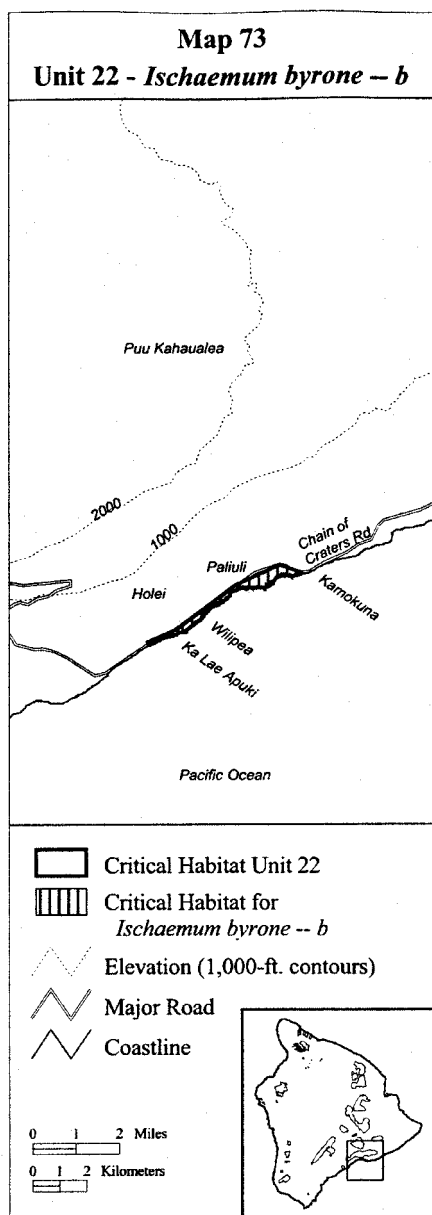 Map 73
Unit 22 - Ischaemum byrone -- b
Puu Kahaualea
2000
1000
Chain of
Craters Rd
Paliuli
Holei
Kamokuna
Wilipea
Ka Lae Apuki
Pacific Ocean
Critical Habitat Unit 22
Critical Habitat for
Ischaemum byrone -- b
Elevation (1,000-ft. contours)
Major Road
Coastline
0 1 2 Miles
0 1 2 Kilometers